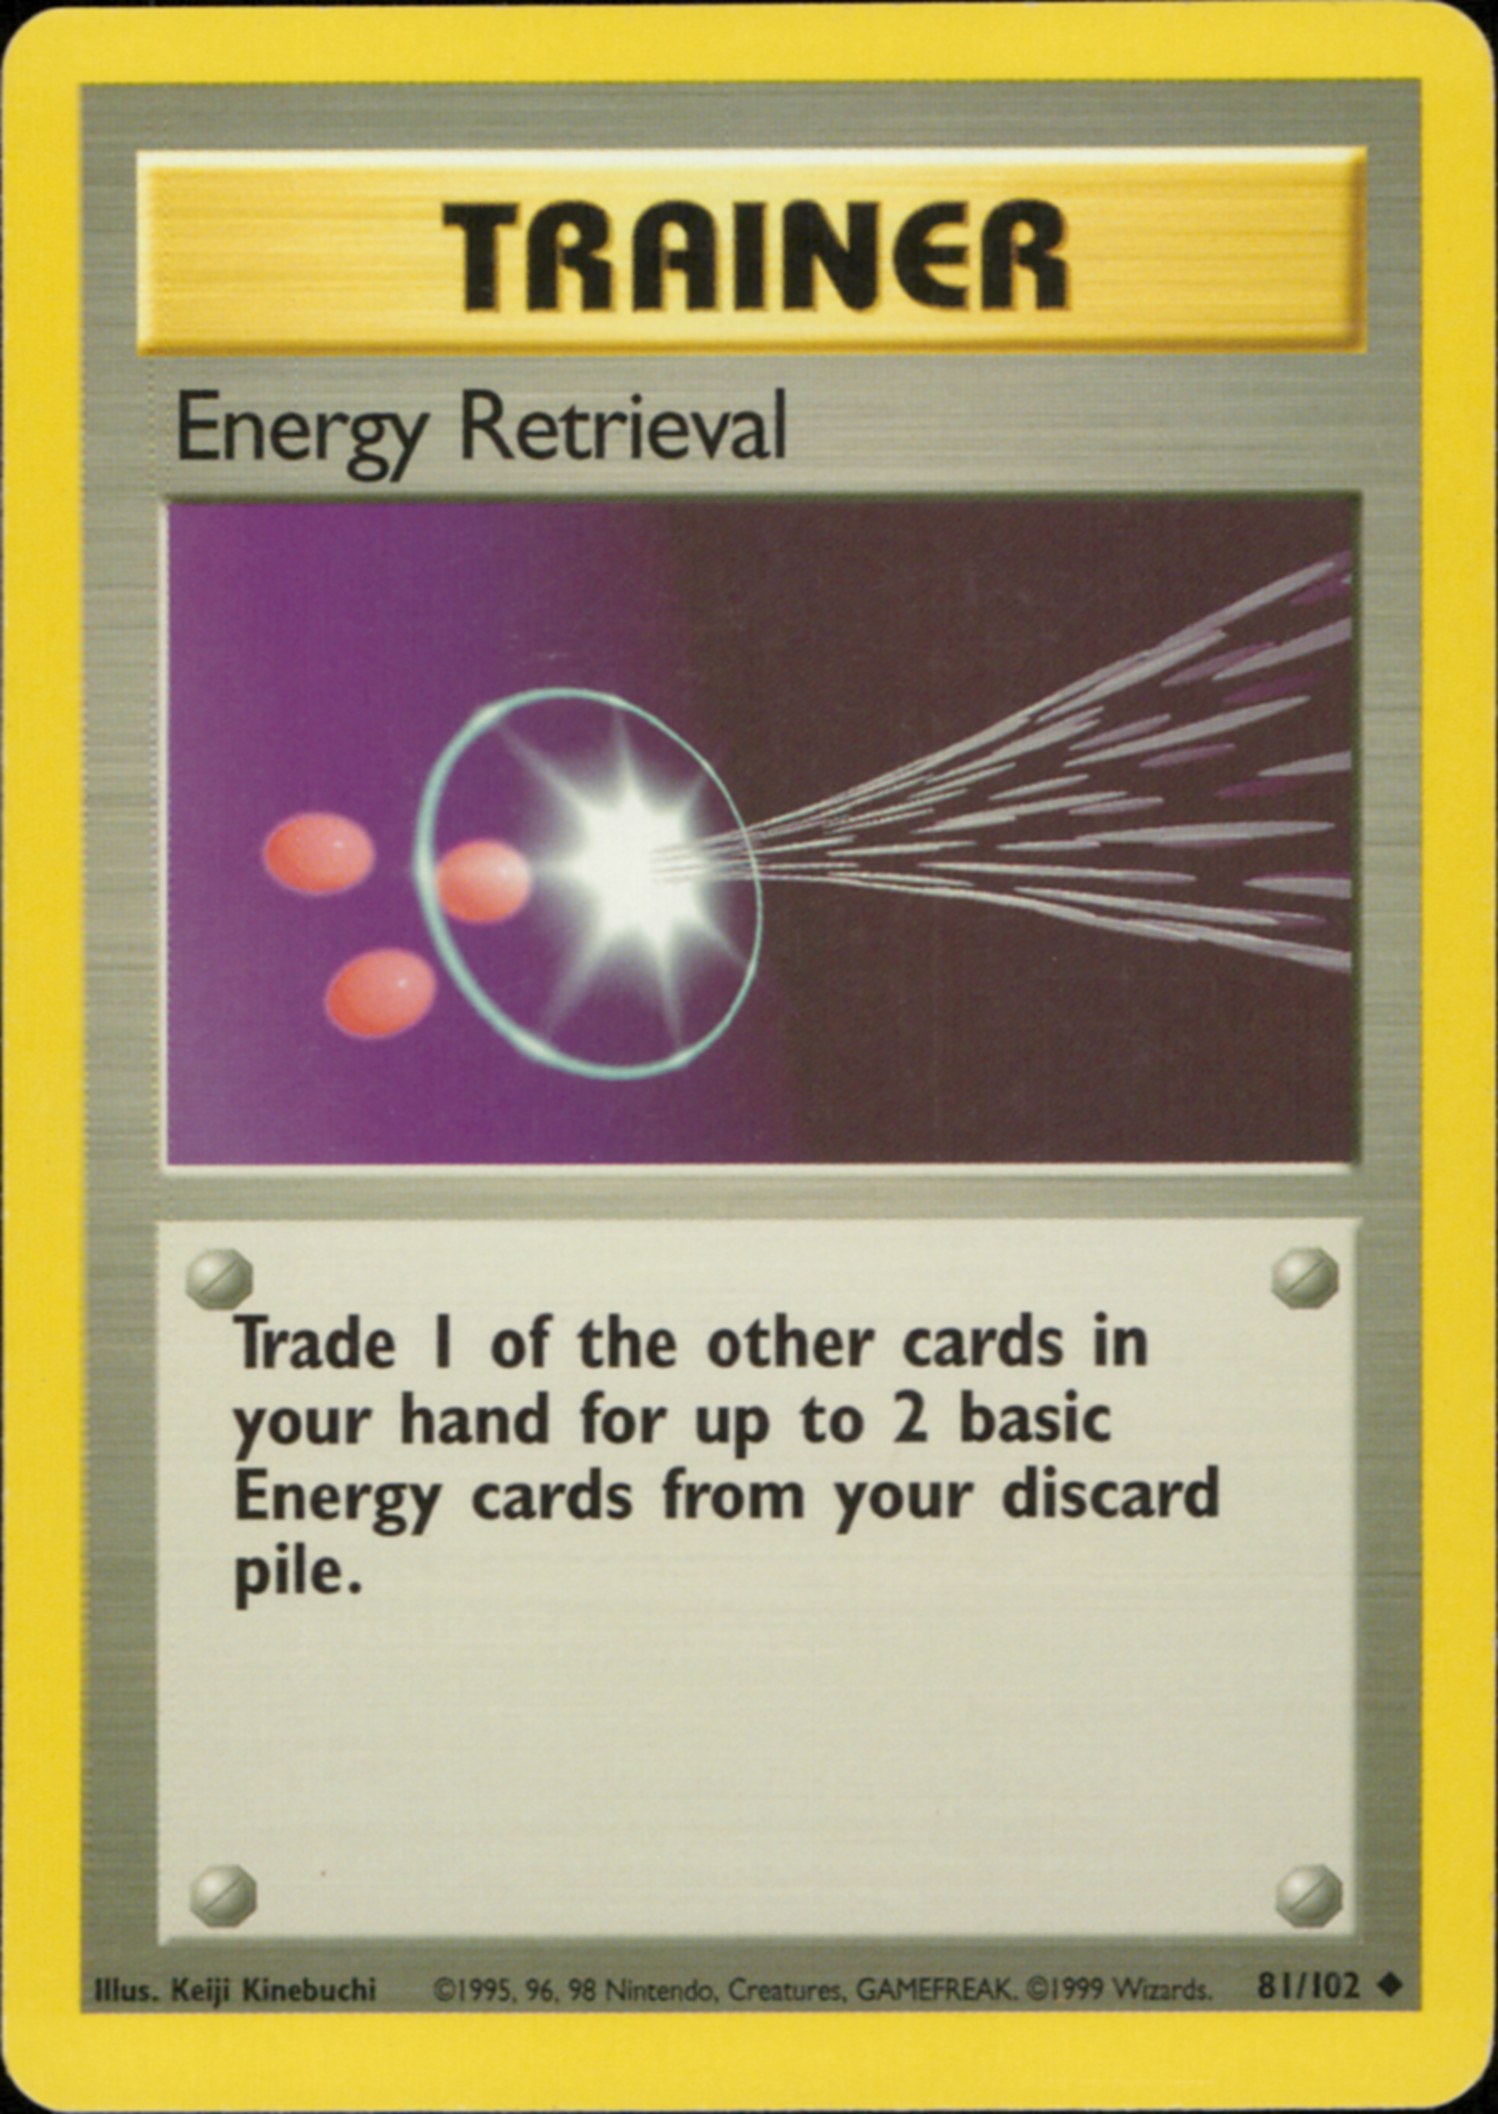 TRAINER
Energy Retrieval
Trade 1 of the other cards in
your hand for up to 2 basic
Energy cards from your discard
pile.
Illus. Keiji Kinebuchi ©1995, 96, 98 Nintendo, Creatures, GAMEFREAK. ©1999 Wizards. 81/102 ◆